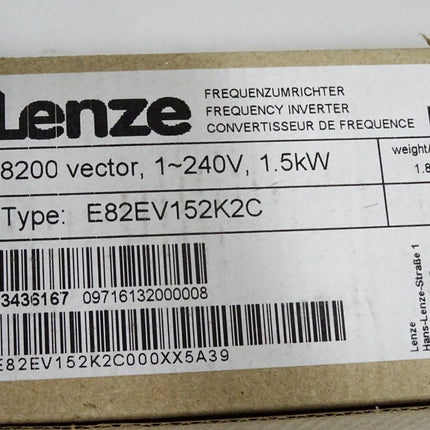 Lenze
FREQUENZUMRICHTER
FREQUENCY INVERTER
CONVERTISSEUR DE FREQUENCE
8200 vector, 1~240V, 1.5kW
weight/
1.8
Type: E82EV152K2C
3436167 09716132000008
E82EV152K2C000XX5A39
Lenze
Hans-Lenze-Straße 1